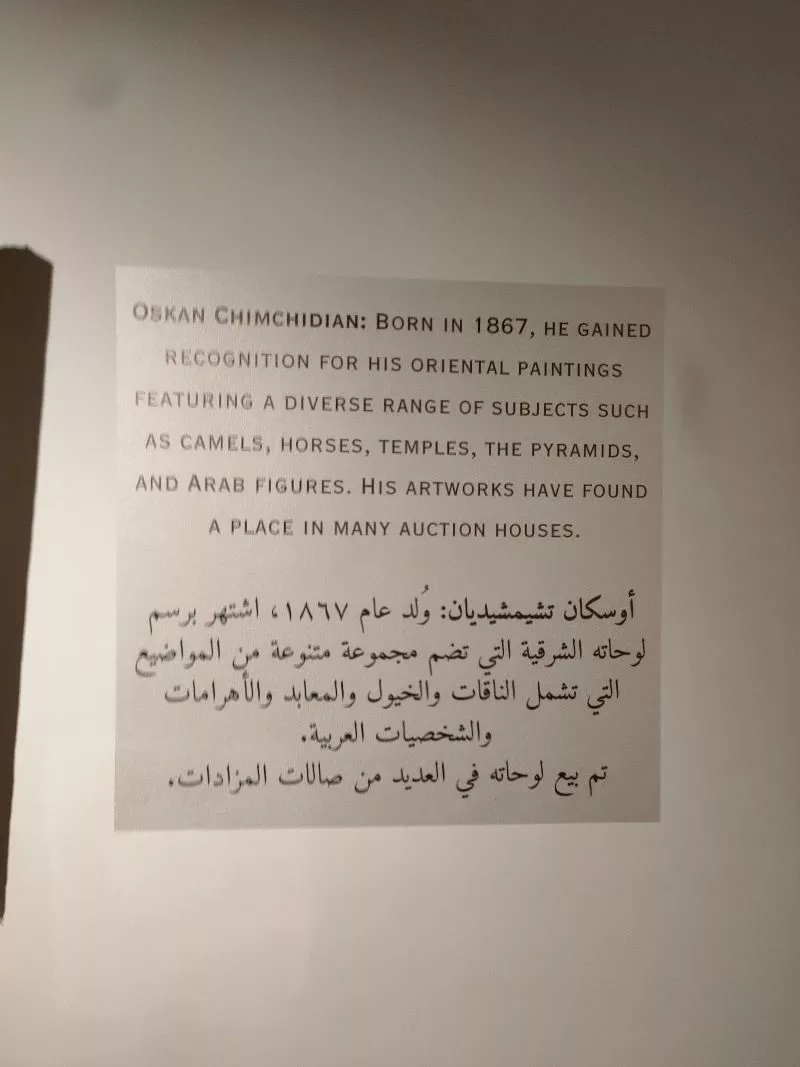 OSKAN CHIMCHIDIAN: BORN IN 1867, HE GAINED
RECOGNITION FOR HIS ORIENTAL PAINTINGS
FEATURING A DIVERSE RANGE OF SUBJECTS SUCH
AS CAMELS, HORSES, TEMPLES, THE PYRAMIDS,
AND ARAB FIGURES. HIS ARTWORKS HAVE FOUND
A PLACE IN MANY AUCTION HOUSES.
أوسكان تشيمشيديان: وُلد عام ١٨٦٧، اشتهر برسم
لوحاته الشرقية التي تضم مجموعة متنوعة من المواضيع
التي تشمل الناقات والخيول والمعابد والأهرامات
والشخصيات العربية.
تم بيع لوحاته في العديد من صالات المزادات.